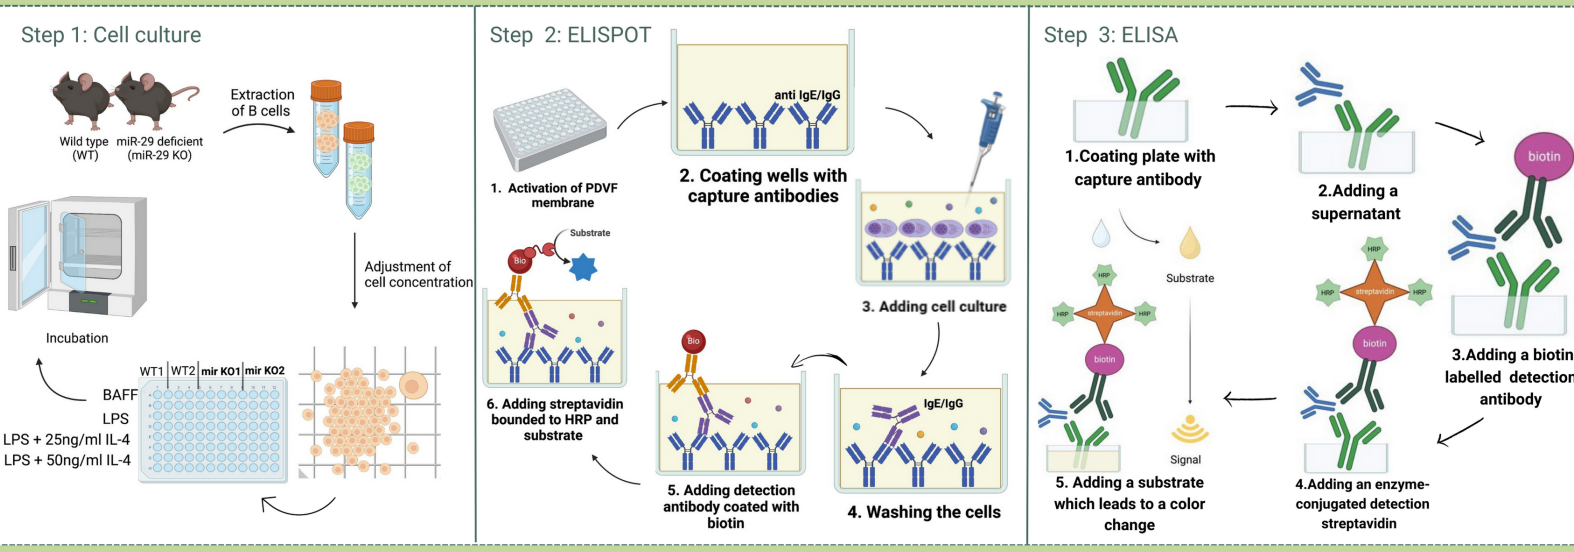 Step 1: Cell culture
Wild type
(WT)
miR-29 deficient
(miR-29 KO)
Extraction
of B cells
Adjustment of
cell concentration
Incubation
WT1 WT2 mir KO1 mir KO2
BAFF
LPS
LPS + 25ng/ml IL-4
LPS + 50ng/ml IL-4
Step 2: ELISPOT
1. Activation of PDVF
membrane
anti IgE/IgG
2. Coating wells with
capture antibodies
3. Adding cell culture
IgE/IgG
4. Washing the cells
Bio
5. Adding detection
antibody coated with
biotin
Substrate
Bio
6. Adding streptavidin
bounded to HRP and
substrate
Step 3: ELISA
1.Coating plate with
capture antibody
2.Adding a
supernatant
biotin
3.Adding a biotin
labelled detection
antibody
HRP
HRP
streptavidin
HRP
biotin
4.Adding an enzyme-
conjugated detection
streptavidin
Substrate
HRP
HRP
streptavidin
HRP
biotin
Signal
5. Adding a substrate
which leads to a color
change